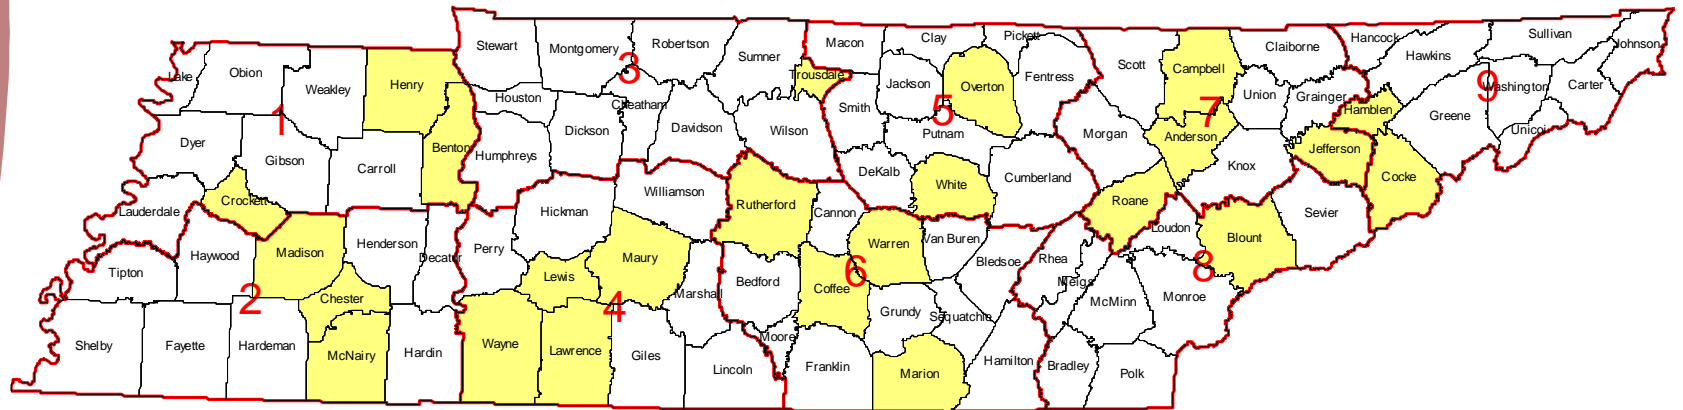 Stewart
Montgomery
Robertson
Sumner
Macon
Clay
Pickett
Scott
Campbell
Claiborne
Hancock
Hawkins
Sullivan
Johnson
Lake
Obion
Weakley
Henry
Houston
3
Cheatham
Trousdale
Jackson
Overton
Fentress
Union
Grainger
Washington
Carter
9
1
Dyer
Gibson
Carroll
Benton
Humphreys
Dickson
Davidson
Wilson
Smith
5
Putnam
Morgan
7
Anderson
Hamblen
Greene
Unicoi
Crockett
Lauderdale
Hickman
Williamson
Rutherford
Cannon
DeKalb
White
Cumberland
Roane
Knox
Jefferson
Cocke
Sevier
Tipton
Haywood
Madison
Henderson
Decatur
Perry
Lewis
Maury
Marshall
Bedford
Coffee
6
Warren
Van Buren
Bledsoe
Rhea
Meigs
Loudon
Blount
8
Monroe
McMinn
2
Chester
4
Grundy
Sequatchie
Shelby
Fayette
Hardeman
McNairy
Hardin
Wayne
Lawrence
Giles
Lincoln
Moore
Franklin
Marion
Hamilton
Bradley
Polk